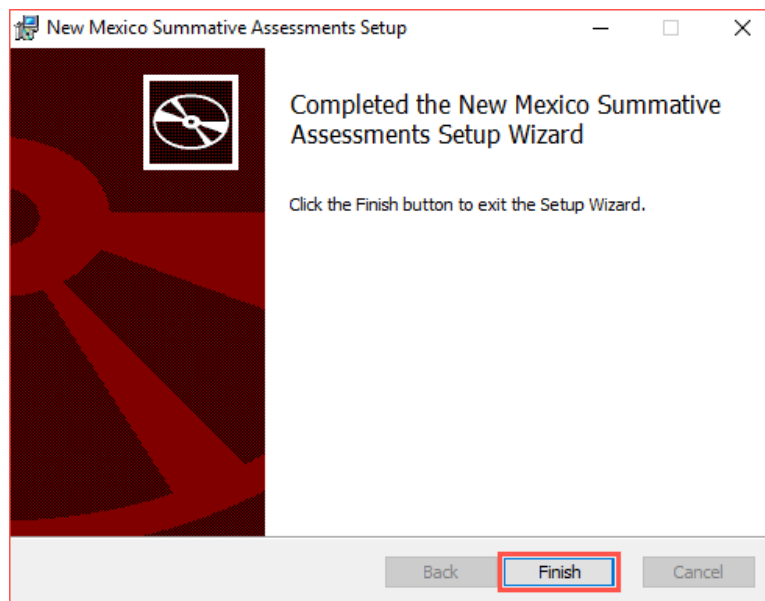 New Mexico Summative Assessments Setup
Completed the New Mexico Summative
Assessments Setup Wizard
Click the Finish button to exit the Setup Wizard.
Back Finish Cancel